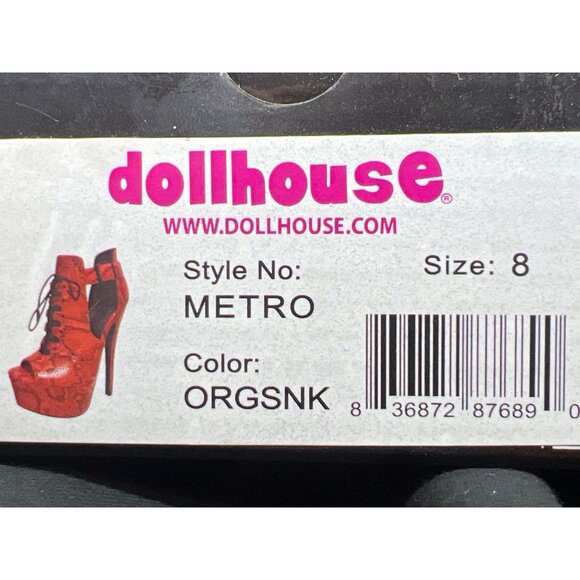 dollhouse®
WWW.DOLLHOUSE.COM
Style No:
METRO
Size: 8
Color:
ORGSNK
8 36872 87689 0